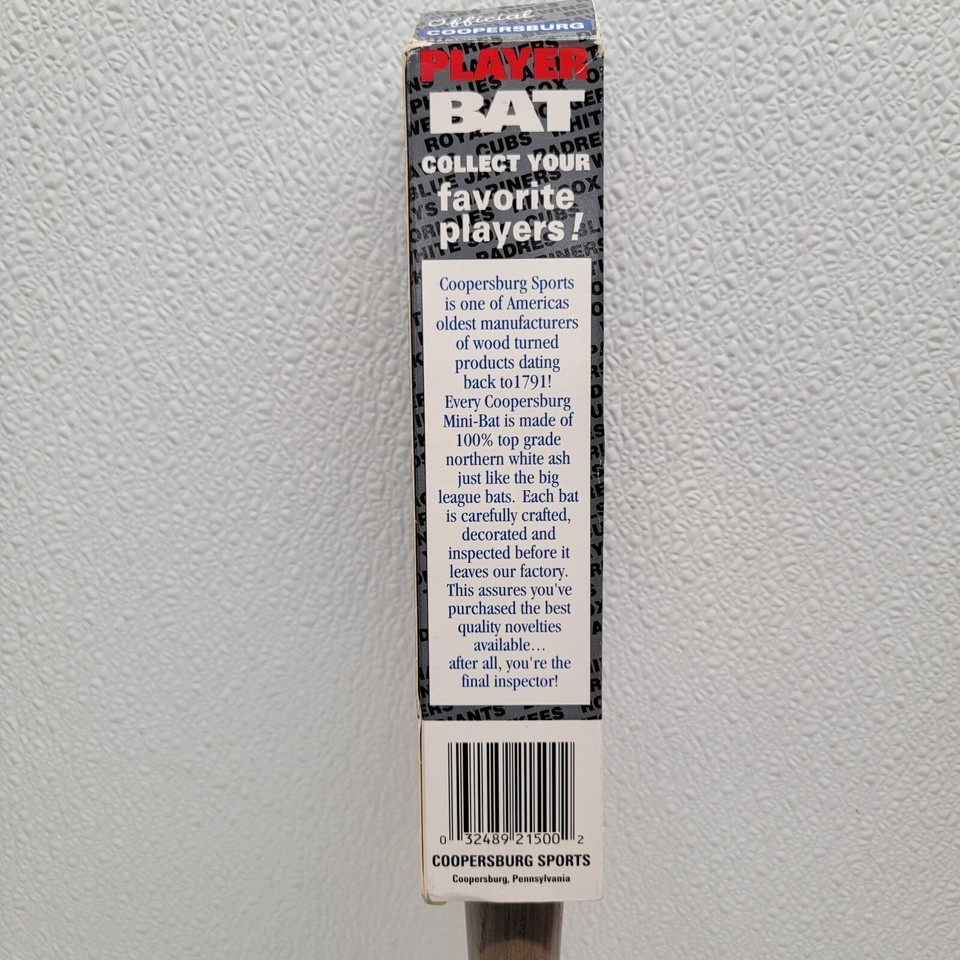 Official
COOPERSBURG
PLAYER
BAT
COLLECT YOUR
favorite
players!
Coopersburg Sports
is one of Americas
oldest manufacturers
of wood turned
products dating
back to1791!
Every Coopersburg
Mini-Bat is made of
100% top grade
northern white ash
just like the big
league bats. Each bat
is carefully crafted,
decorated and
inspected before it
leaves our factory.
This assures you've
purchased the best
quality novelties
available...
after all, you're the
final inspector!
0 32489 21500 2
COOPERSBURG SPORTS
Coopersburg, Pennsylvania